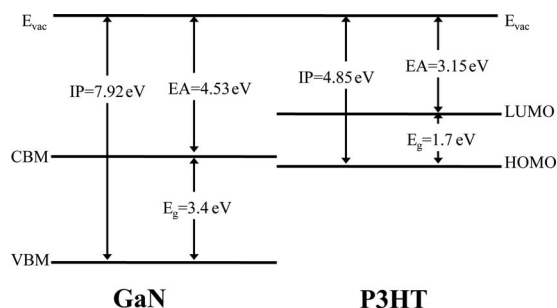 E_vac E_vac
IP=7.92 eV EA=4.53 eV IP=4.85 eV EA=3.15 eV
LUMO
E_g=1.7 eV
CBM HOMO
E_g=3.4 eV
VBM
GaN P3HT